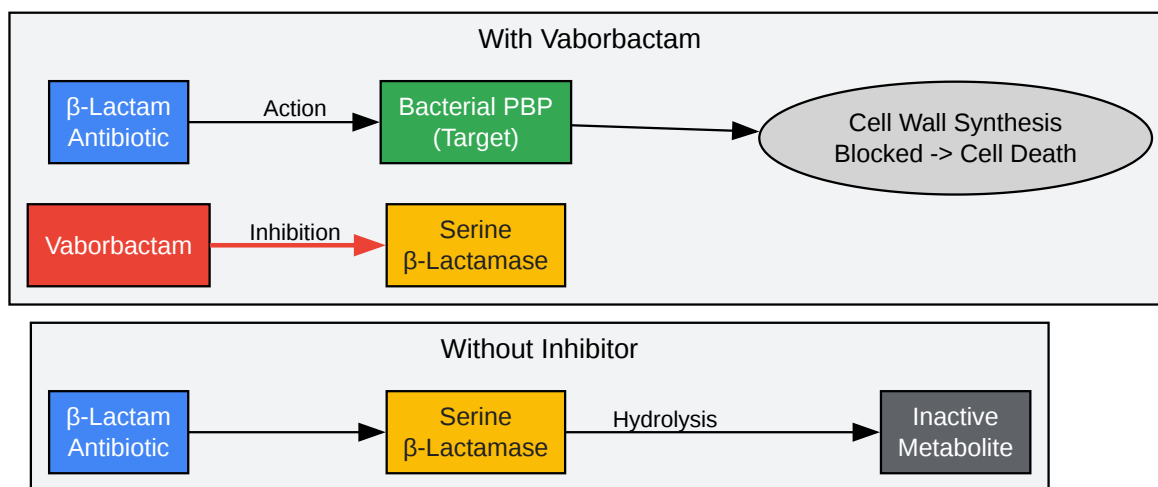 With Vaborbactam
β-Lactam
Antibiotic
Action
Bacterial PBP
(Target)
Cell Wall Synthesis
Blocked -> Cell Death
Vaborbactam
Inhibition
Serine
β-Lactamase
Without Inhibitor
β-Lactam
Antibiotic
Serine
β-Lactamase
Hydrolysis
Inactive
Metabolite